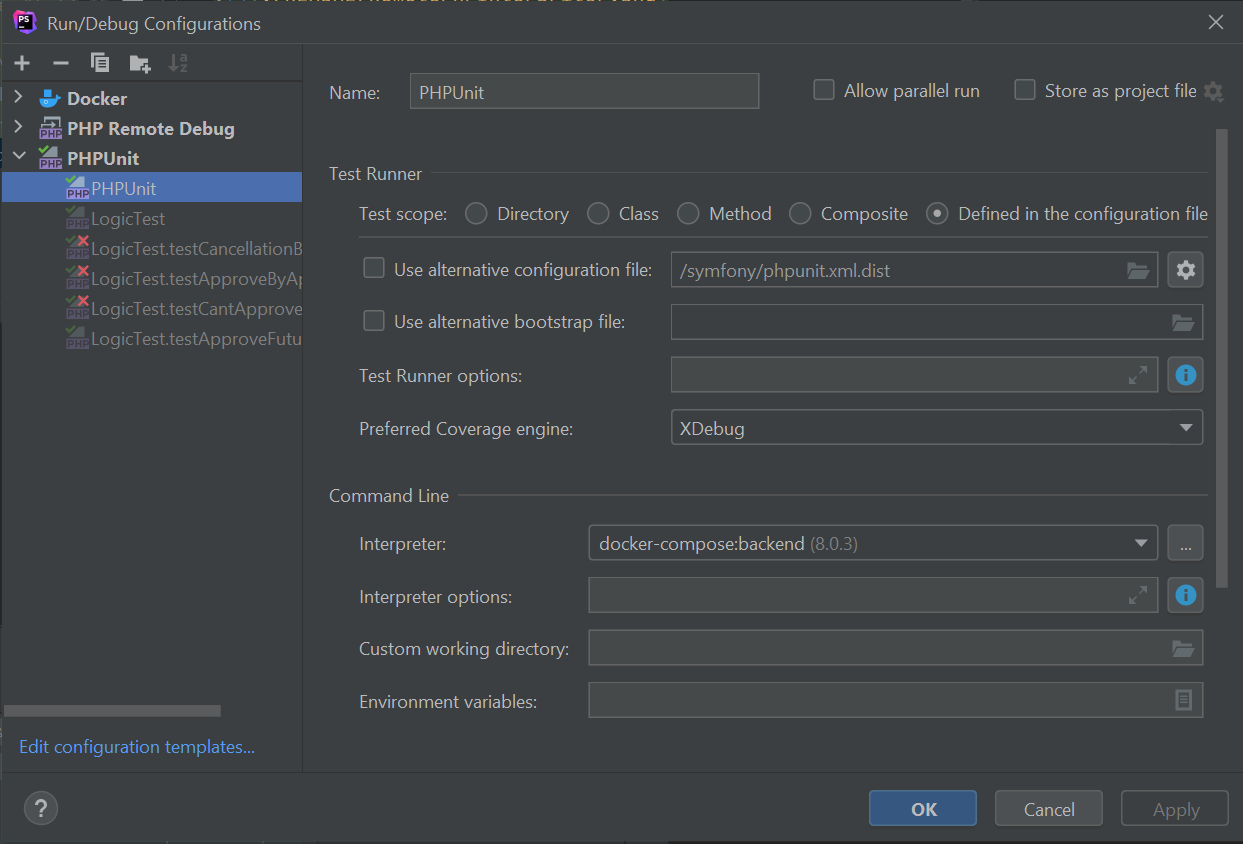 PS
Run/Debug Configurations
Docker
PHP Remote Debug
PHPUnit
PHPUnit
LogicTest
LogicTest.testCancellationB
LogicTest.testApproveByAp
LogicTest.testCantApprove
LogicTest.testApproveFutu
Edit configuration templates...
Name: PHPUnit
Allow parallel run
Store as project file
Test Runner
Test scope: Directory Class Method Composite Defined in the configuration file
Use alternative configuration file: /symfony/phpunit.xml.dist
Use alternative bootstrap file:
Test Runner options:
Preferred Coverage engine: XDebug
Command Line
Interpreter: docker-compose:backend (8.0.3) ...
Interpreter options:
Custom working directory:
Environment variables:
?
OK Cancel Apply